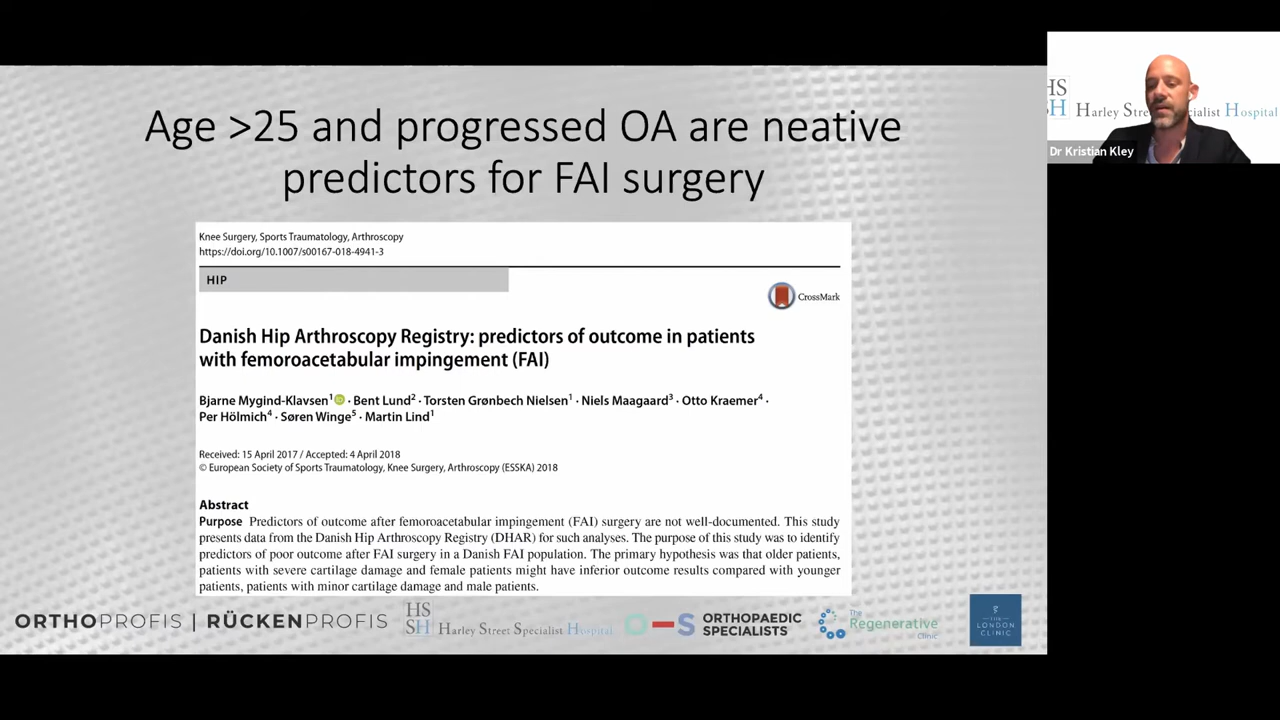 Age >25 and progressed OA are neative
predictors for FAI surgery
Knee Surgery, Sports Traumatology, Arthroscopy
https://doi.org/10.1007/s00167-018-4941-3
HIP
CrossMark
Danish Hip Arthroscopy Registry: predictors of outcome in patients
with femoroacetabular impingement (FAI)
Bjarne Mygind-Klavsen1 · Bent Lund2 · Torsten Grønbech Nielsen1 · Niels Maagaard3 · Otto Kraemer4 ·
Per Hölmich4 · Søren Winge5 · Martin Lind1
Received: 15 April 2017 / Accepted: 4 April 2018
© European Society of Sports Traumatology, Knee Surgery, Arthroscopy (ESSKA) 2018
Abstract
Purpose Predictors of outcome after femoroacetabular impingement (FAI) surgery are not well-documented. This study
presents data from the Danish Hip Arthroscopy Registry (DHAR) for such analyses. The purpose of this study was to identify
predictors of poor outcome after FAI surgery in a Danish FAI population. The primary hypothesis was that older patients,
patients with severe cartilage damage and female patients might have inferior outcome results compared with younger
patients, patients with minor cartilage damage and male patients.
ORTHOPROFIS | RÜCKENPROFIS
HS
SH Harley Street Specialist Hospital
O-S ORTHOPAEDIC
SPECIALISTS
The
Regenerative
Clinic
THE
LONDON
CLINIC
HS
SH Harley Stre pecialist Hospital
Dr Kristian Kley